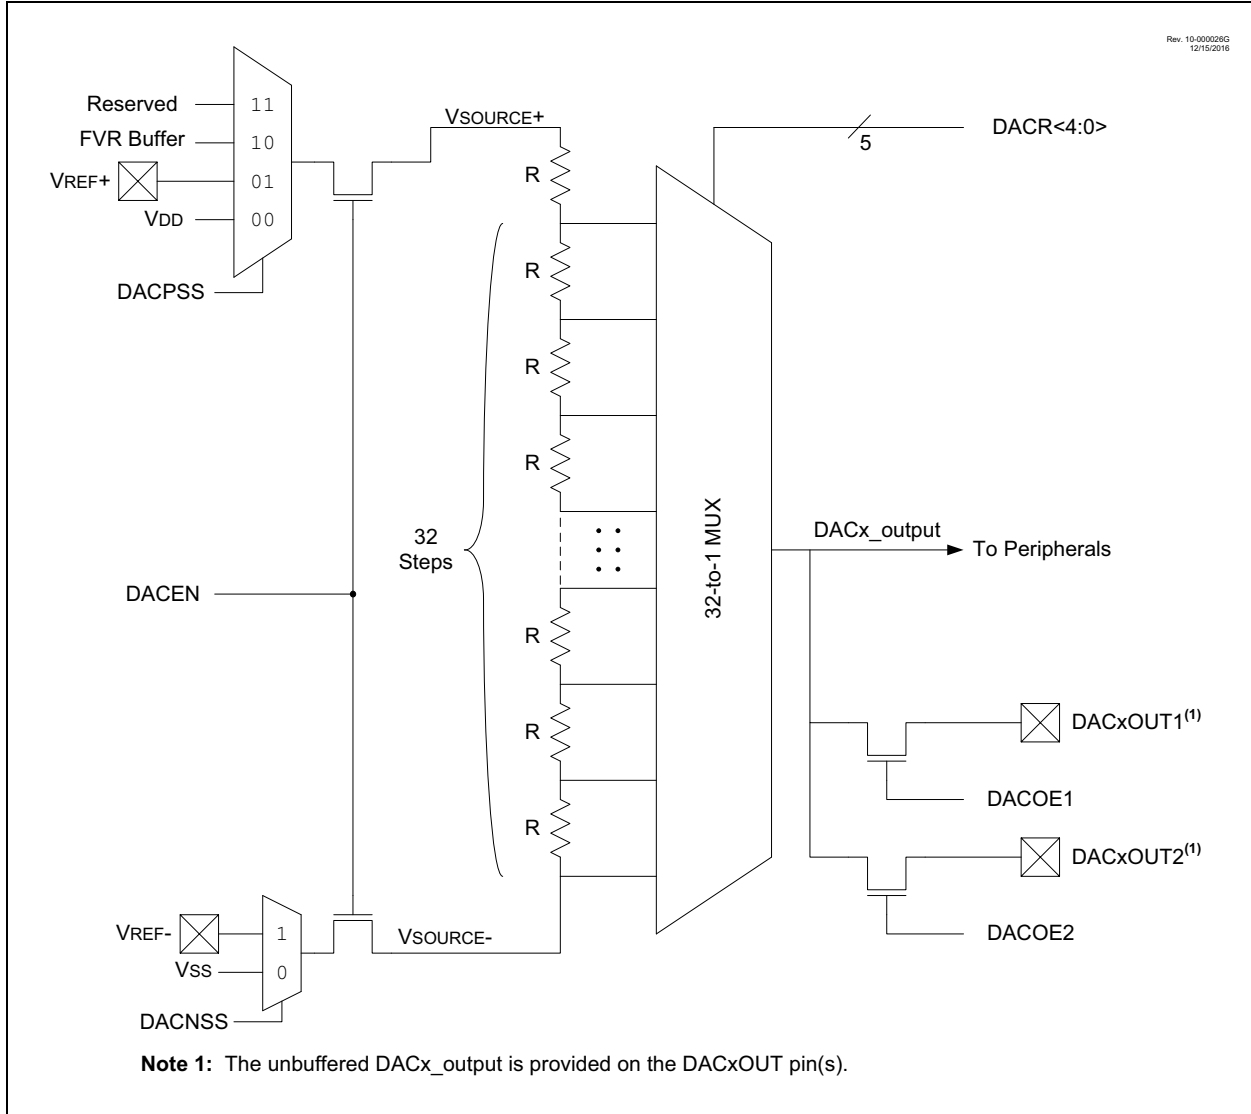 Rev. 10-000026G
12/15/2016
Reserved
11
FVR Buffer
10
VREF+
01
VDD
00
DACPSS
VSOURCE+
R
R
R
R
32
Steps
R
R
R
DACEN
VREF-
1
VSS
0
DACNSS
VSOURCE-
32-to-1 MUX
5
DACR<4:0>
DACx_output
To Peripherals
DACxOUT1(1)
DACOE1
DACxOUT2(1)
DACOE2
Note 1: The unbuffered DACx_output is provided on the DACxOUT pin(s).